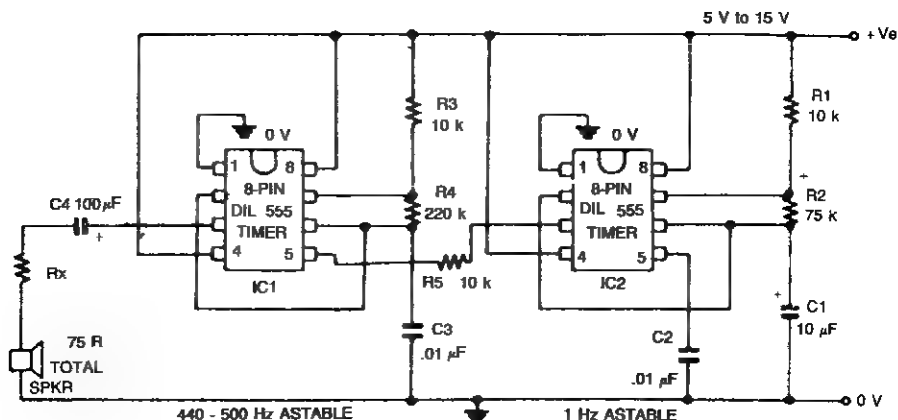 5 V to 15 V
+ Ve
R3
10 k
R1
10 k
0 V
0 V
1
8
8-PIN
DIL 555
TIMER
4
5
IC1
C4 100 µF
+
R4
220 k
R5
10 k
1
8
8-PIN
DIL 555
TIMER
4
5
IC2
+
R2
75 k
Rx
75 R
TOTAL
SPKR
C3
.01 µF
C2
.01 µF
+
C1
10 µF
440 - 500 Hz ASTABLE
1 Hz ASTABLE
0 V